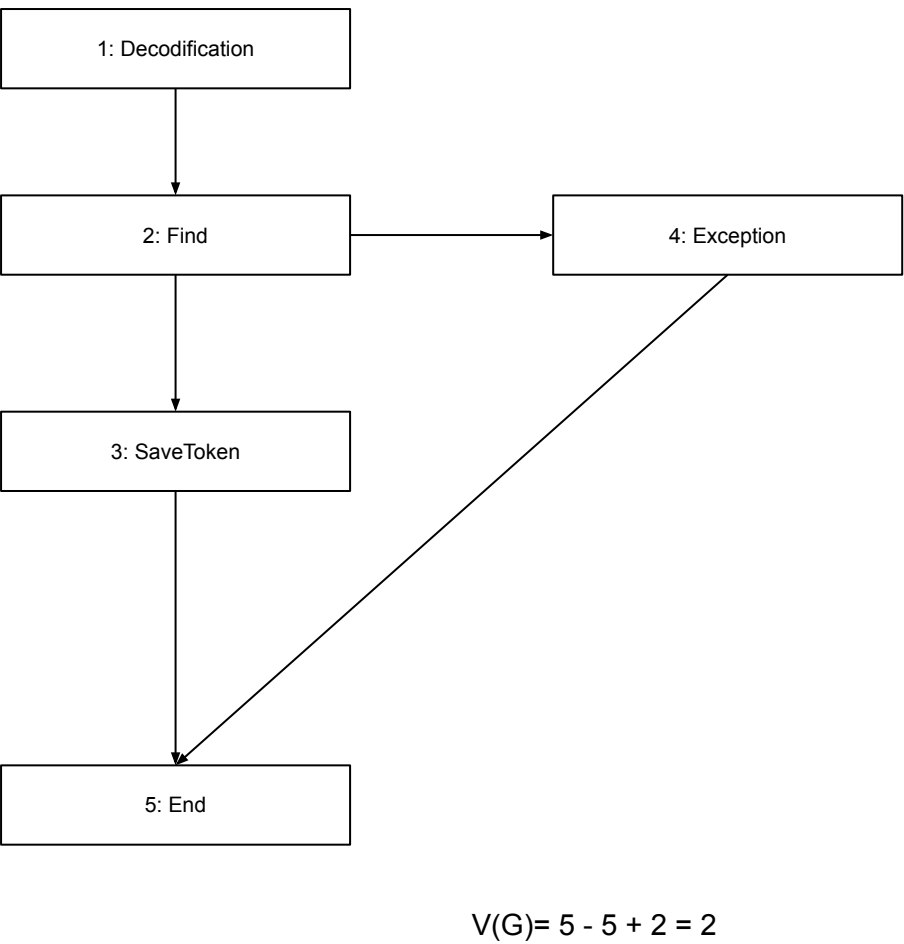 1: Decodification
2: Find
4: Exception
3: SaveToken
5: End
V(G)= 5 - 5 + 2 = 2